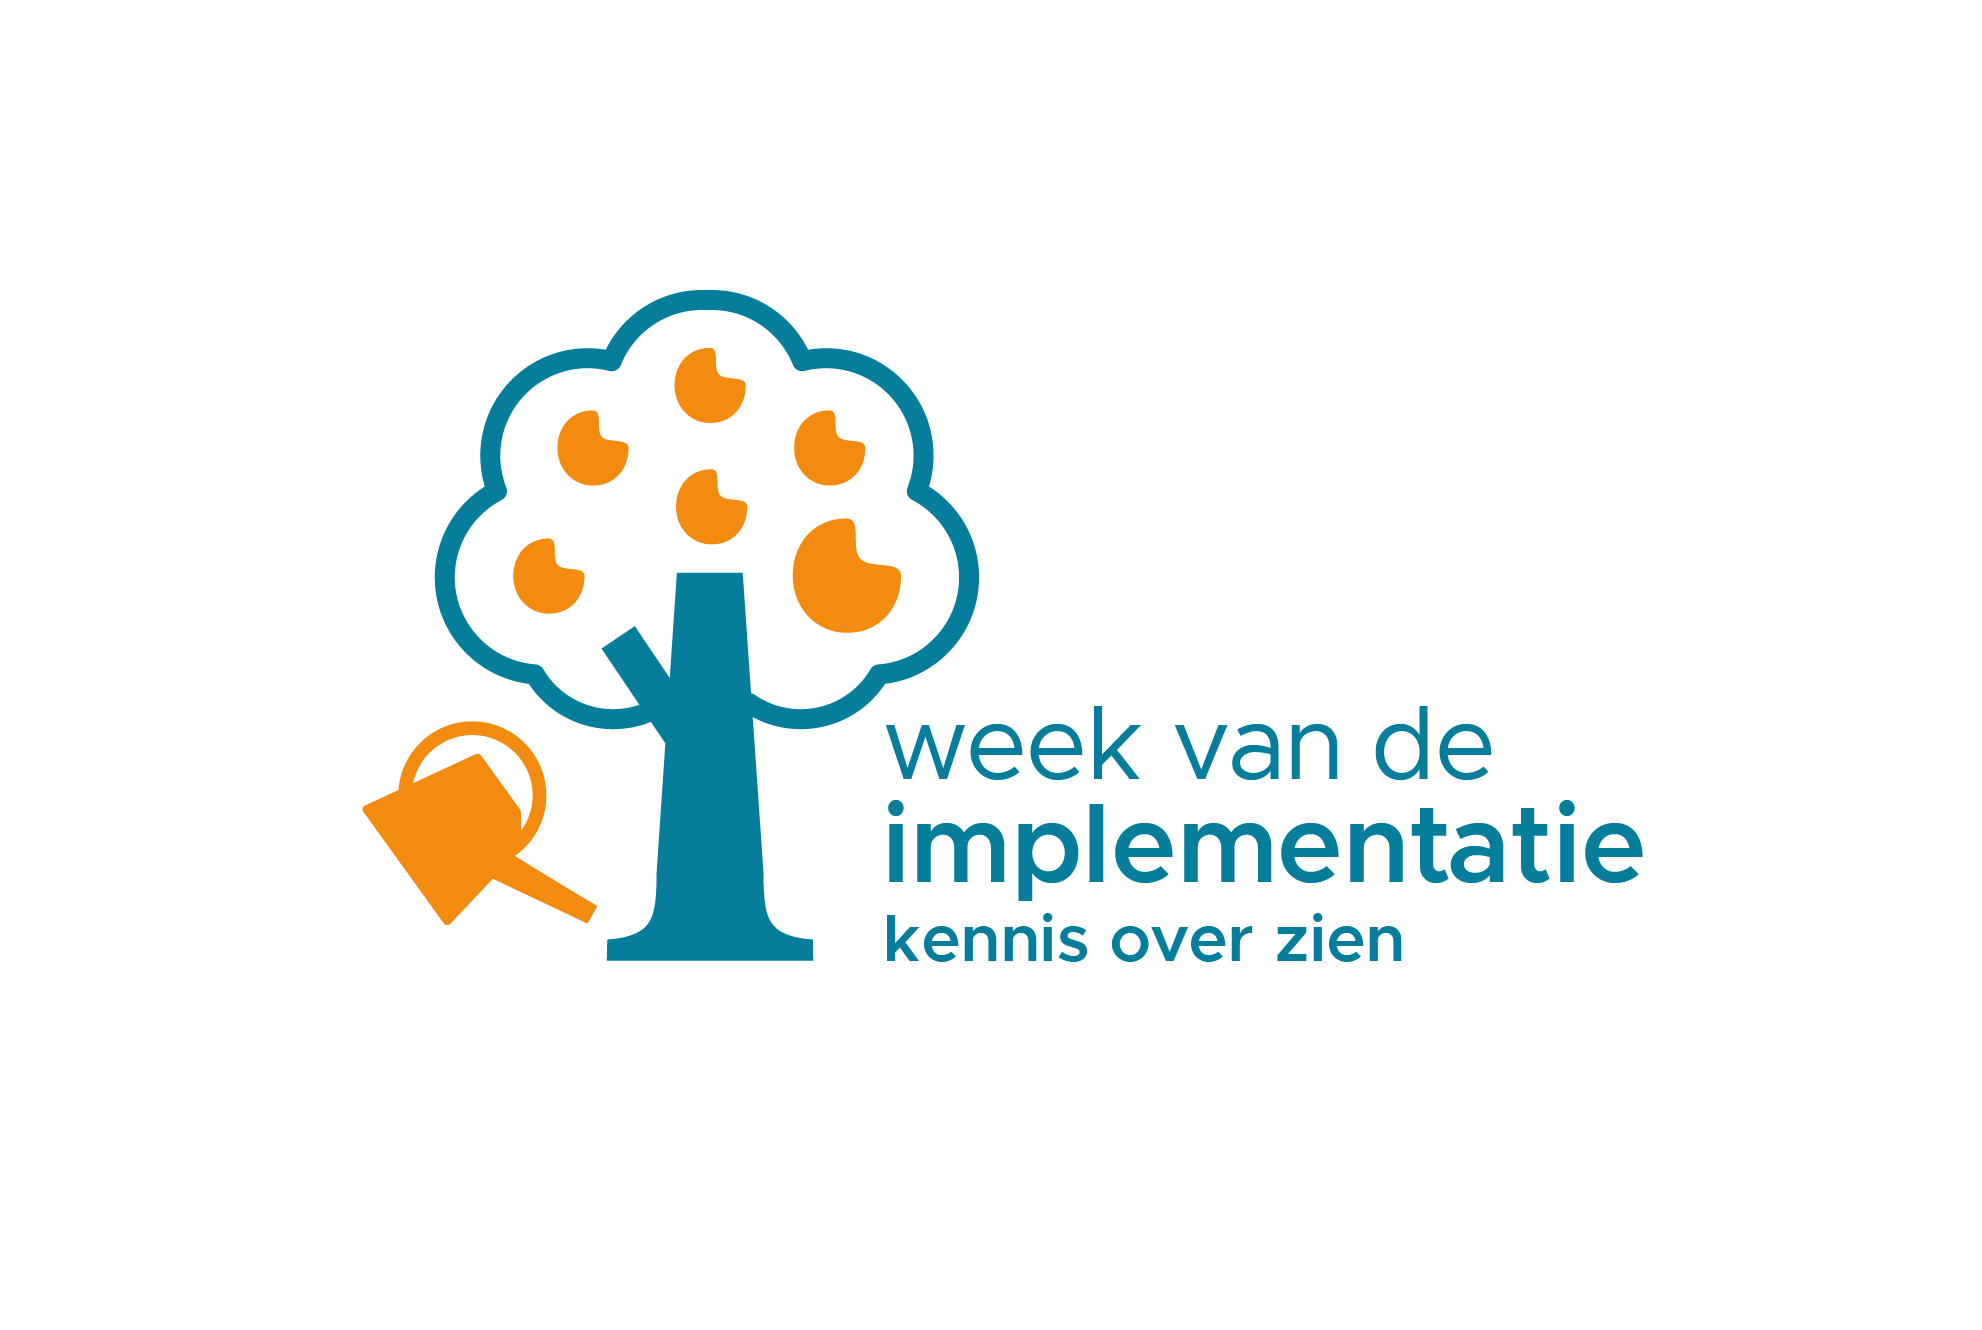 week van de
implementatie
kennis over zien